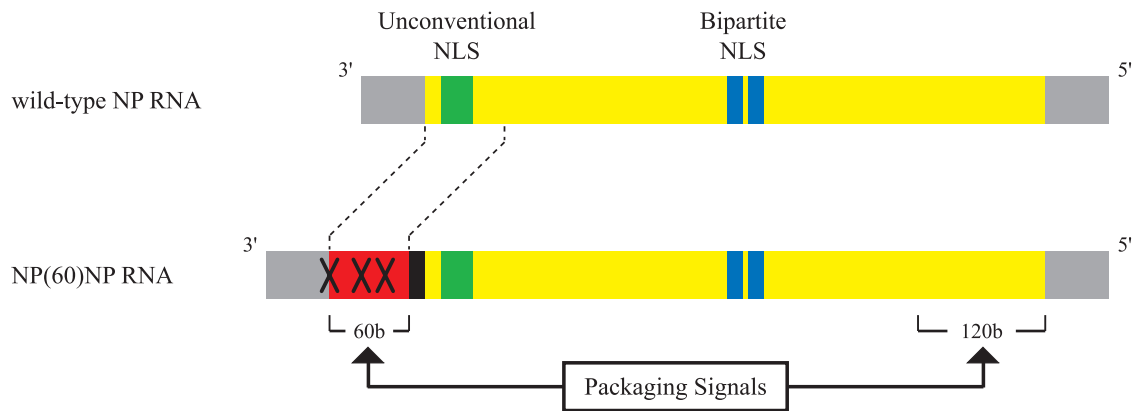 Unconventional
NLS
Bipartite
NLS
3'
5'
wild-type NP RNA
3'
5'
NP(60)NP RNA
X XX
60b
120b
Packaging Signals